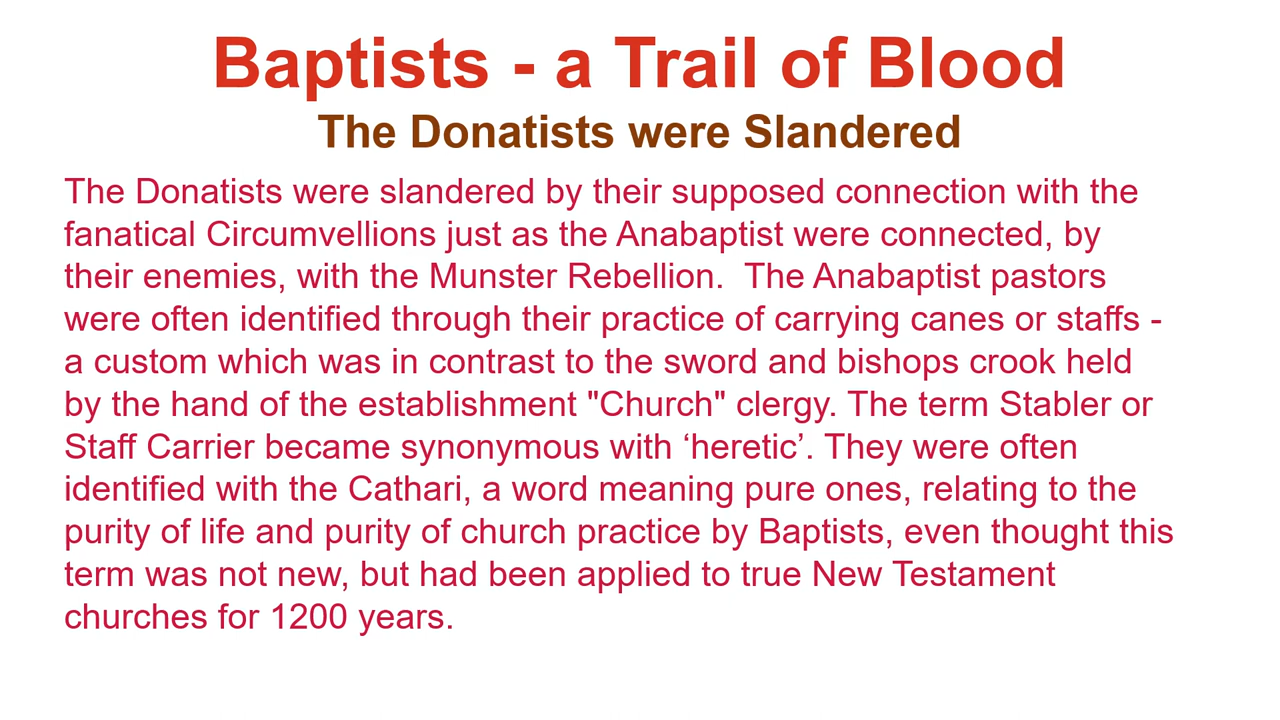 Baptists - a Trail of Blood
The Donatists were Slandered
The Donatists were slandered by their supposed connection with the
fanatical Circumvellions just as the Anabaptist were connected, by
their enemies, with the Munster Rebellion.  The Anabaptist pastors
were often identified through their practice of carrying canes or staffs -
a custom which was in contrast to the sword and bishops crook held
by the hand of the establishment "Church" clergy. The term Stabler or
Staff Carrier became synonymous with ‘heretic’. They were often
identified with the Cathari, a word meaning pure ones, relating to the
purity of life and purity of church practice by Baptists, even thought this
term was not new, but had been applied to true New Testament
churches for 1200 years.